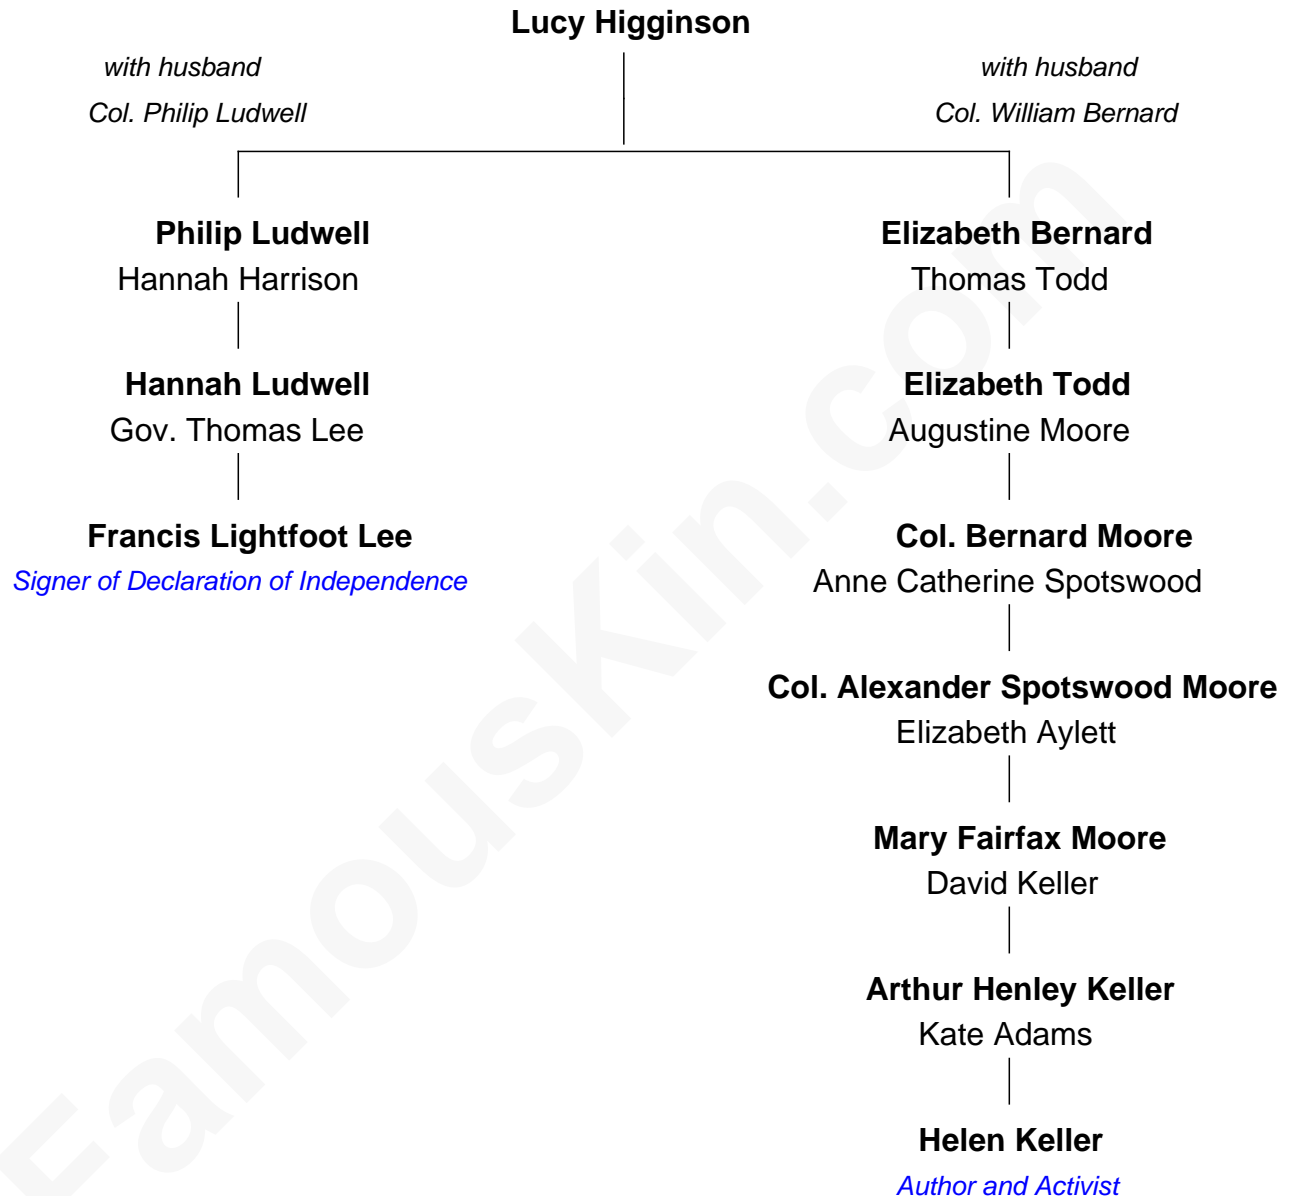 Lucy Higginson
with husband
Col. Philip Ludwell
with husband
Col. William Bernard
Philip Ludwell
Hannah Harrison
Hannah Ludwell
Gov. Thomas Lee
Francis Lightfoot Lee
Signer of Declaration of Independence
Elizabeth Bernard
Thomas Todd
Elizabeth Todd
Augustine Moore
Col. Bernard Moore
Anne Catherine Spotswood
Col. Alexander Spotswood Moore
Elizabeth Aylett
Mary Fairfax Moore
David Keller
Arthur Henley Keller
Kate Adams
Helen Keller
Author and Activist
FamousKin.com